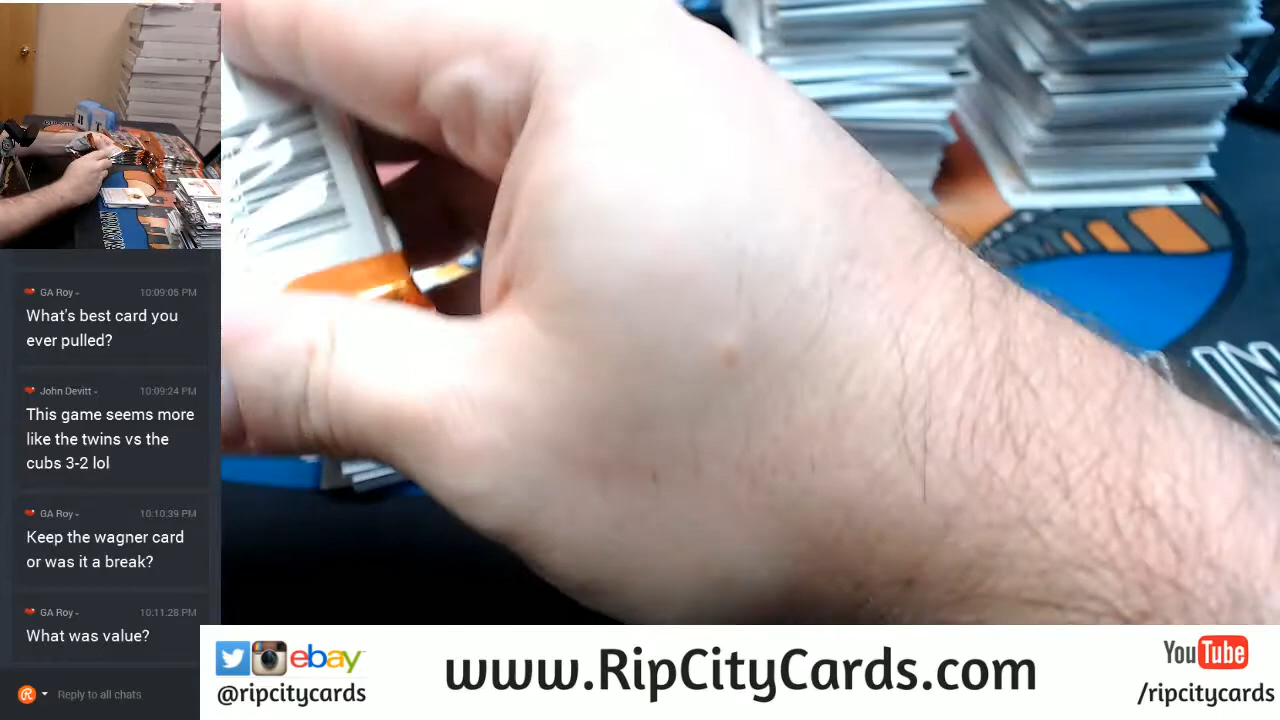 GA Roy - 10:09:05 PM
What's best card you
ever pulled?
John Devitt - 10:09:24 PM
This game seems more
like the twins vs the
cubs 3-2 lol
GA Roy - 10:10:39 PM
Keep the wagner card
or was it a break?
GA Roy - 10:11:28 PM
What was value?
Reply to all chats
ebay
@ripcitycards
www.RipCityCards.com
YouTube
/ripcitycards